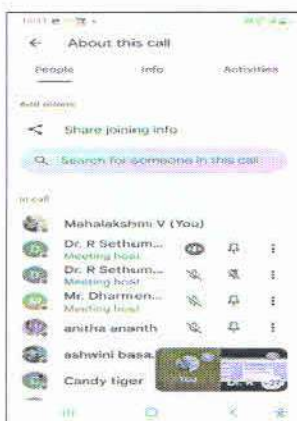 About this call
People Info Activities
Add others
Share joining info
Search for someone in this call
In call
Mahalakshmi V (You)
Dr. R Sethum...
Meeting host
Dr. R Sethum...
Meeting host
Mr. Dharmen...
Meeting host
anitha ananth
ashwini basa.
Candy tiger
You
Dr. R